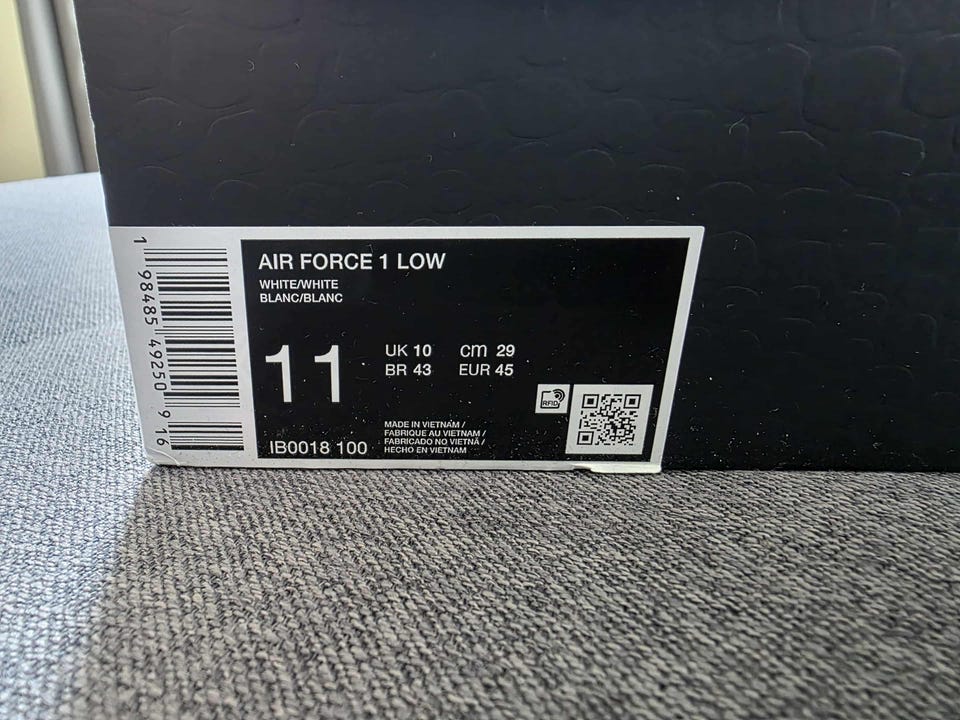 AIR FORCE 1 LOW
WHITE/WHITE
BLANC/BLANC
11
UK 10 cm 29
BR 43 EUR 45
RFID
MADE IN VIETNAM /
FABRIQUE AU VIETNAM /
FABRICADO NO VIETNÃ /
HECHO EN VIETNAM
IB0018 100
1 98485 49250 9 16